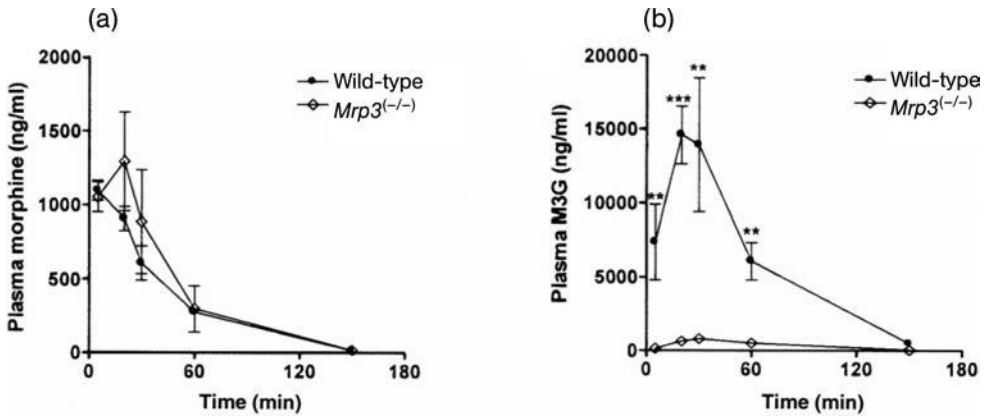 (a)
2000
1500
1000
500
0
Plasma morphine (ng/ml)
Wild-type
Mrp3(−/−)
0 60 120 180
Time (min)
(b)
20000
15000
10000
5000
0
Plasma M3G (ng/ml)
Wild-type
Mrp3(−/−)
**
***
**
**
0 60 120 180
Time (min)